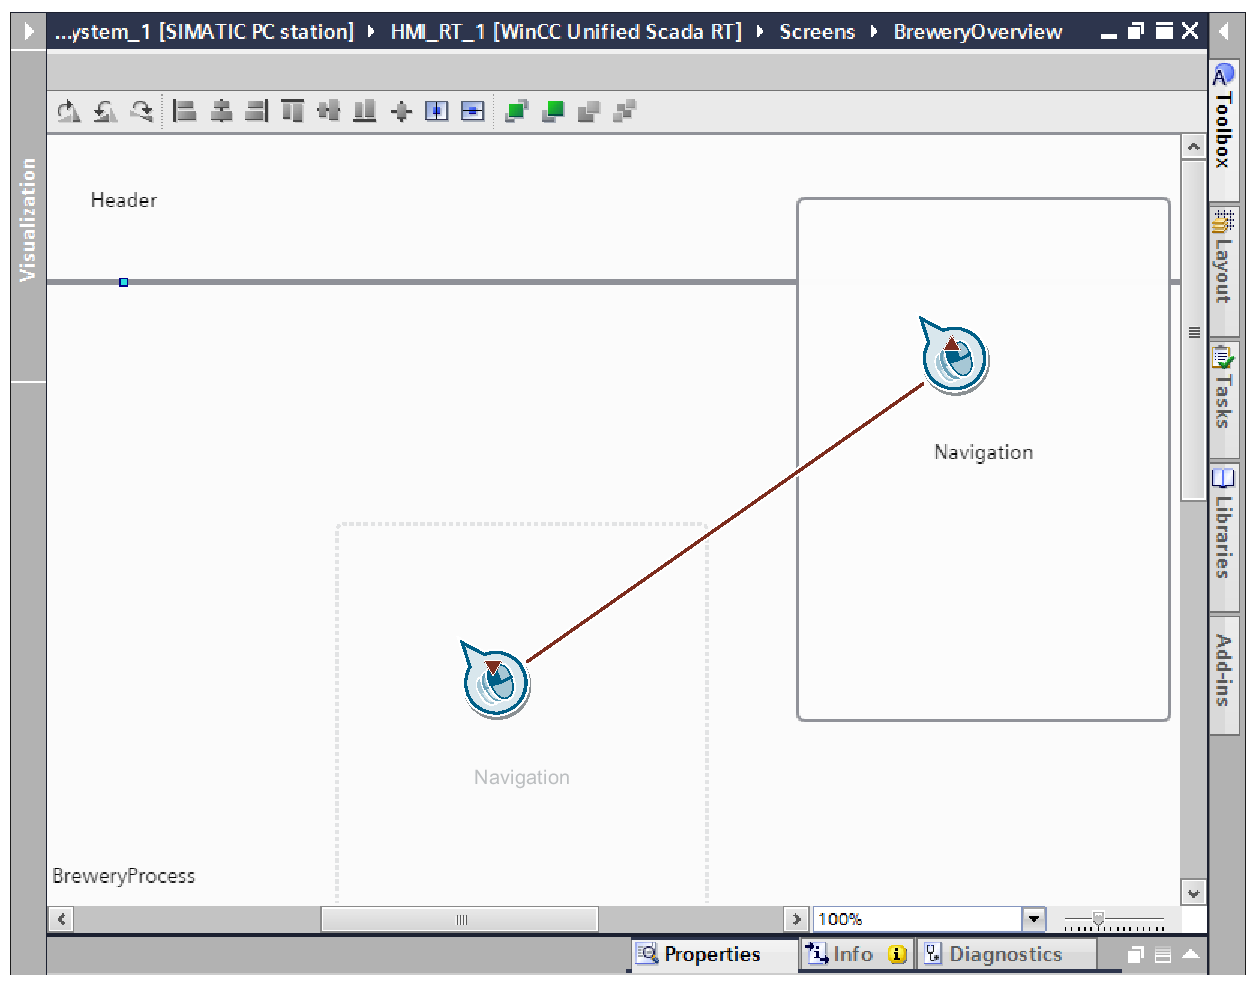 ...ystem_1 [SIMATIC PC station] HMI_RT_1 [WinCC Unified Scada RT] Screens BreweryOverview
Visualization
Header
Navigation
Navigation
BreweryProcess
100%
Properties
Info
Diagnostics
Toolbox
Layout
Tasks
Libraries
Add-ins